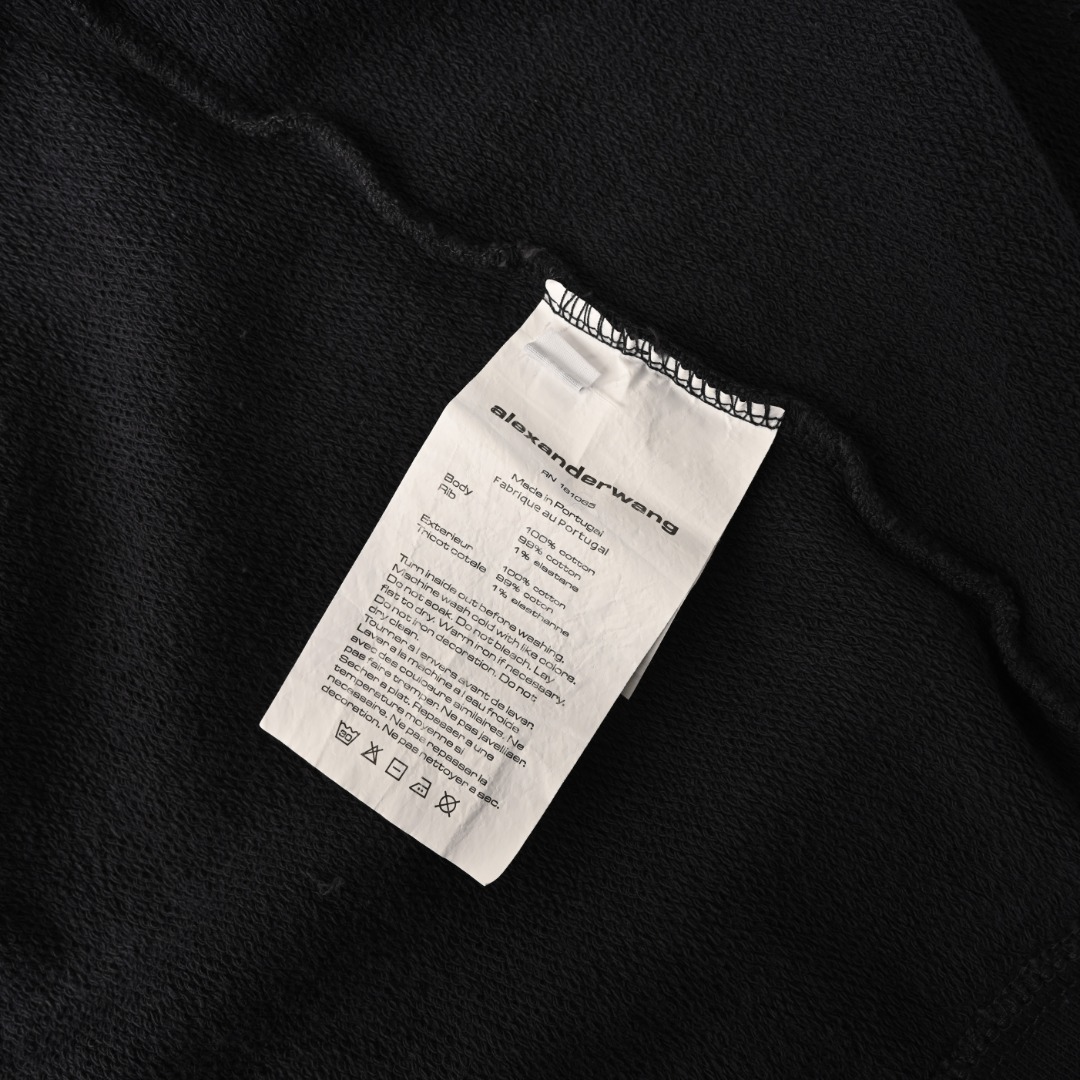 alexanderwang
RN 161065
Made in Portugal
Fabrique au Portugal
Body 100% cotton
Rib 99% cotton
1% elastane
Exterieur 100% cotton
Tricot cotele 99% coton
1% elasthanne
Turn inside out before washing.
Machine wash cold with like colors.
Do not soak. Do not bleach. Lay
flat to dry. Warm iron if necessary.
Do not iron decoration. Do not
dry clean.
Tourner a l envers avant de laver.
Laver a la machine a l eau froide
avec des couleurs similaires. Ne
pas faire tremper. Ne pas javelliser.
Secher a plat. Repasser a une
temperature moyenne si
necessaire. Ne pas repasser la
decoration. Ne pas nettoyer a sec.
30